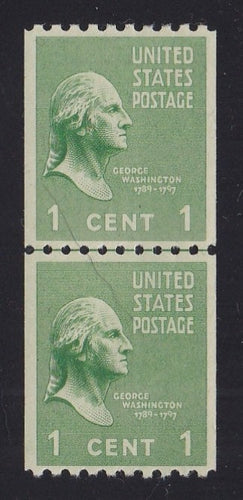 UNITED
STATES
POSTAGE
GEORGE
WASHINGTON
1789-1797
1 CENT 1
UNITED
STATES
POSTAGE
GEORGE
WASHINGTON
1789-1797
1 CENT 1